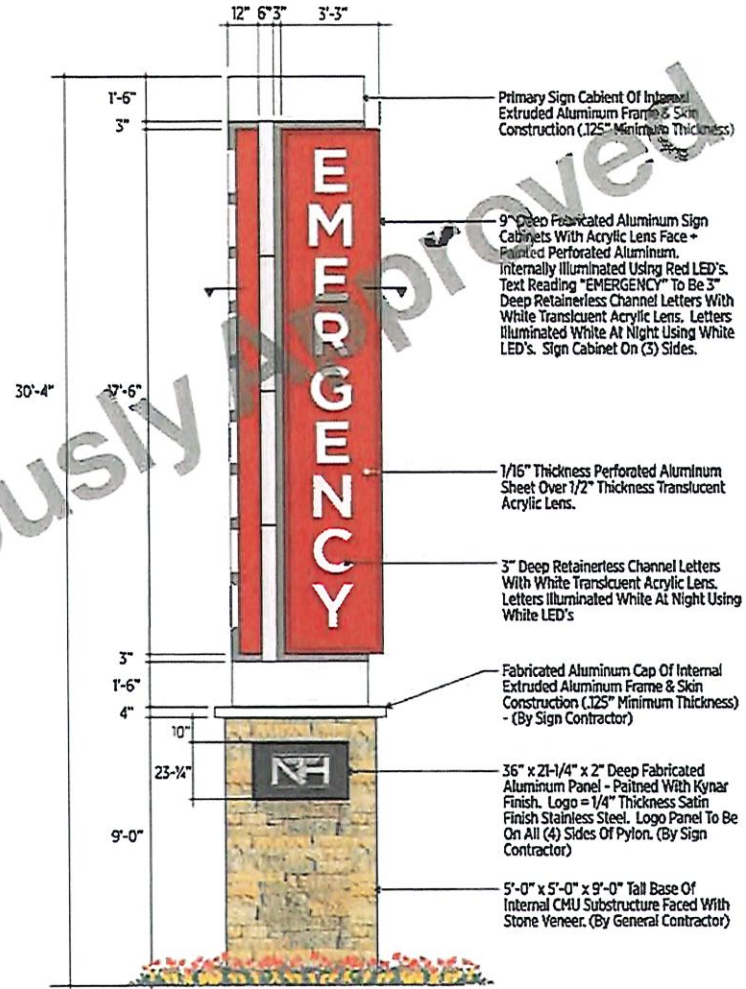 12" 6" 3" 3'-3"
1'-6"
3"
30'-4"
17'-6"
3"
1'-6"
4"
10"
23-¼"
9'-0"
EMERGENCY
NH
ously Approved
Primary Sign Cabient Of Internal
Extruded Aluminum Frame & Skin
Construction (.125" Minimum Thickness)
9" Deep Fabricated Aluminum Sign
Cabinets With Acrylic Lens Face +
Painted Perforated Aluminum.
Internally Illuminated Using Red LED's.
Text Reading "EMERGENCY" To Be 3"
Deep Retainerless Channel Letters With
White Translcuent Acrylic Lens. Letters
Illuminated White At Night Using White
LED's. Sign Cabinet On (3) Sides.
1/16" Thickness Perforated Aluminum
Sheet Over 1/2" Thickness Translucent
Acrylic Lens.
3" Deep Retainerless Channel Letters
With White Translcuent Acrylic Lens.
Letters Illuminated White At Night Using
White LED's
Fabricated Aluminum Cap Of Internal
Extruded Aluminum Frame & Skin
Construction (.125" Minimum Thickness)
- (By Sign Contractor)
36" x 21-1/4" x 2" Deep Fabricated
Aluminum Panel - Paitned With Kynar
Finish. Logo = 1/4" Thickness Satin
Finish Stainless Steel. Logo Panel To Be
On All (4) Sides Of Pylon. (By Sign
Contractor)
5'-0" x 5'-0" x 9'-0" Tall Base Of
Internal CMU Substructure Faced With
Stone Veneer. (By General Contractor)